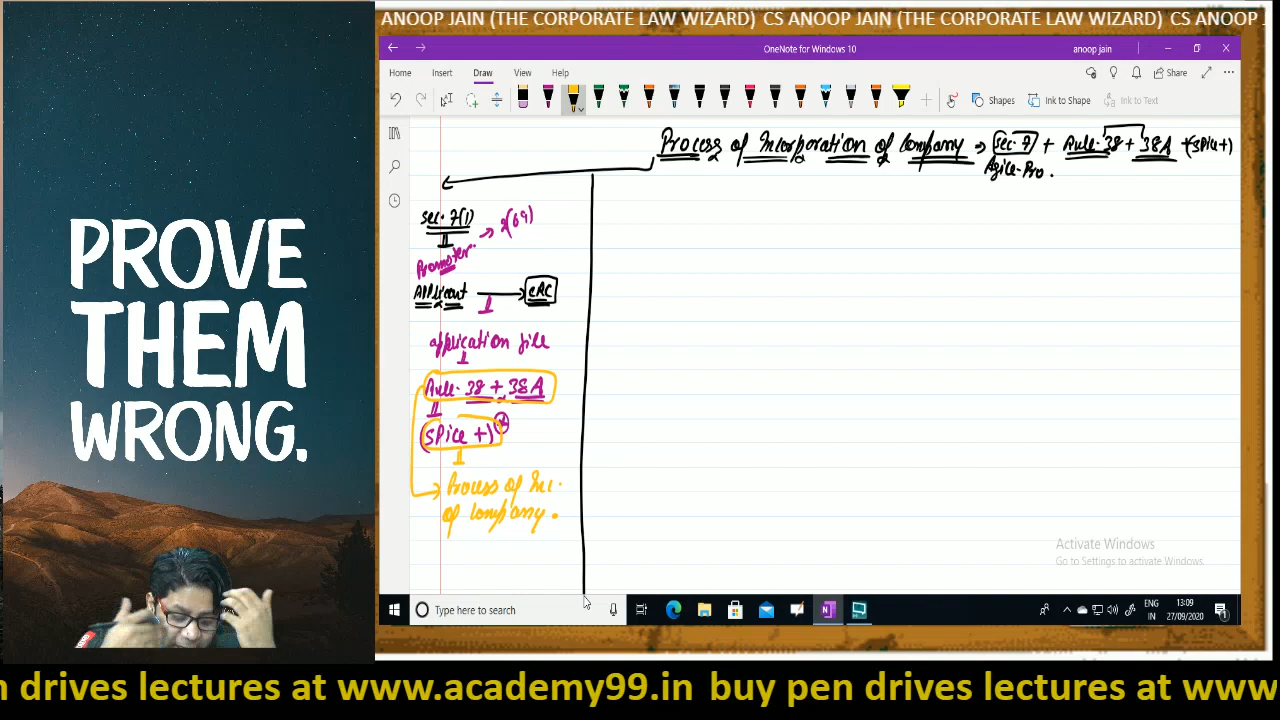 ANOOP JAIN (THE CORPORATE LAW WIZARD) CS ANOOP JAIN (THE CORPORATE LAW WIZARD) CS ANOOP J
OneNote for Windows 10
anoop jain
Home Insert Draw View Help
Share
Shapes Ink to Shape Ink to Text
Process of Incorporation of Company → Sec. 7 + Rule-38 + 38A + (Spice+)
Agile-Pro.
Sec. 7(1)
→ 2(69)
Promoter.
Applicant → CRC
application file
Rule-38 + 38A
(Spice +)
Process of Inc.
of Company.
PROVE
THEM
WRONG.
Activate Windows
Go to Settings to activate Windows.
Type here to search
ENG
IN
13:09
27/09/2020
n drives lectures at www.academy99.in buy pen drives lectures at www